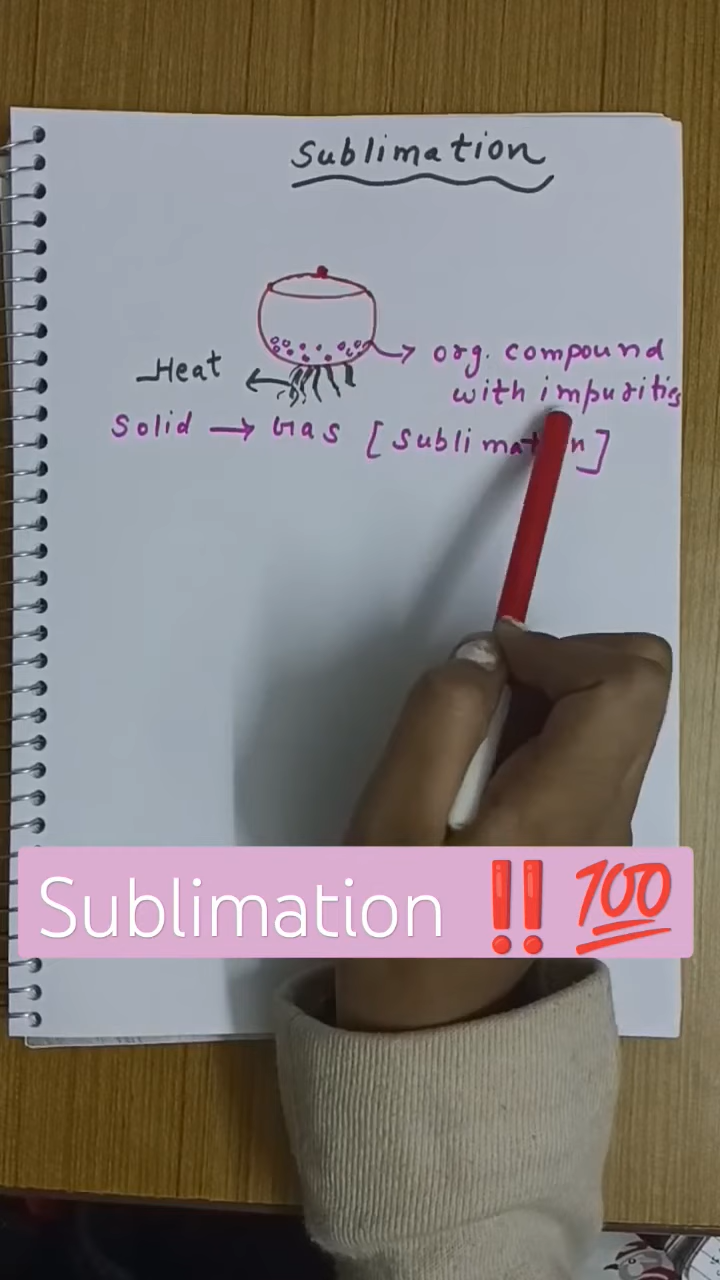 Sublimation
org. compound
with impurities
Heat
Solid → Gas [Sublimation]
Sublimation ‼️ 💯